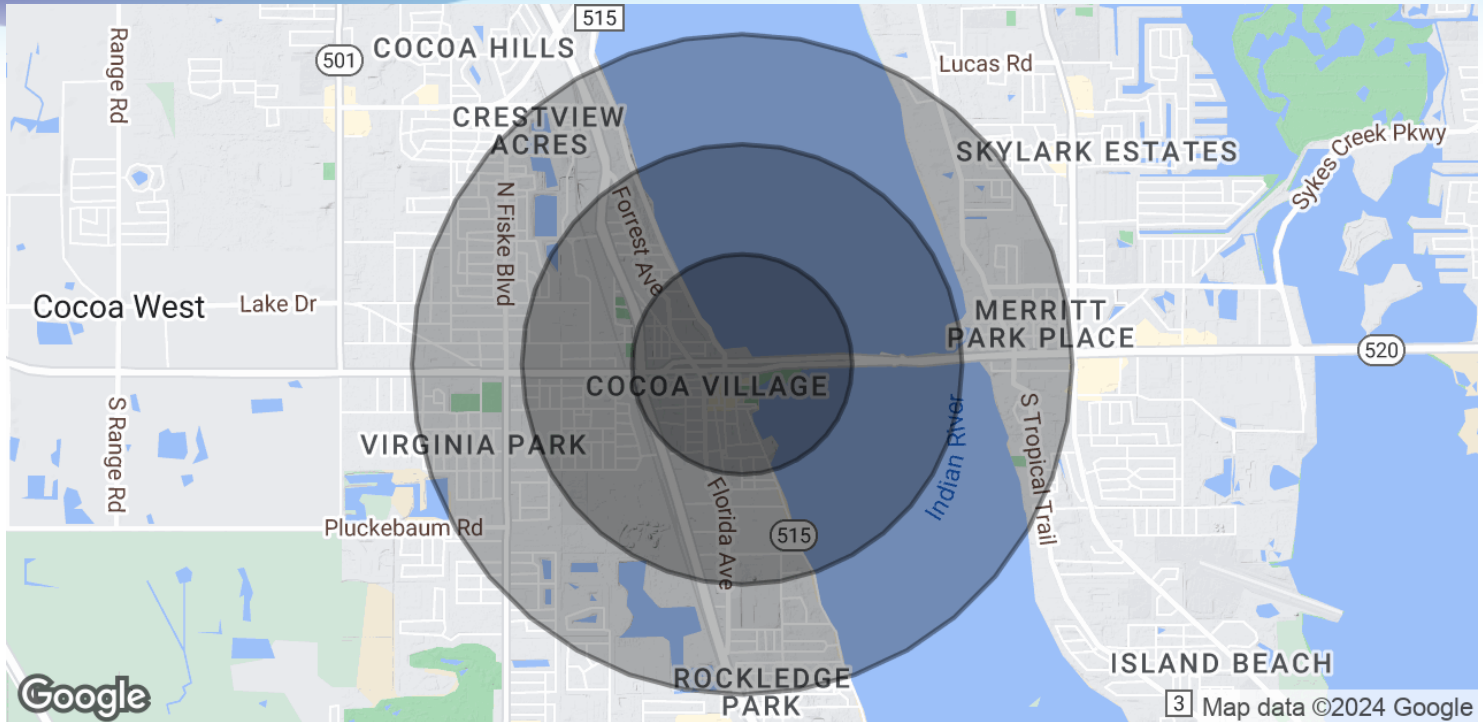 515
COCOA HILLS
501
Range Rd
Lucas Rd
CRESTVIEW
ACRES
SKYLARK ESTATES
Sykes Creek Pkwy
N Fiske Blvd
Forrest Ave
Cocoa West
Lake Dr
MERRITT
PARK PLACE
520
COCOA VILLAGE
S Range Rd
VIRGINIA PARK
Indian River
S Tropical Trail
Pluckebaum Rd
Florida Ave
515
ISLAND BEACH
ROCKLEDGE
PARK
Google
3
Map data ©2024 Google